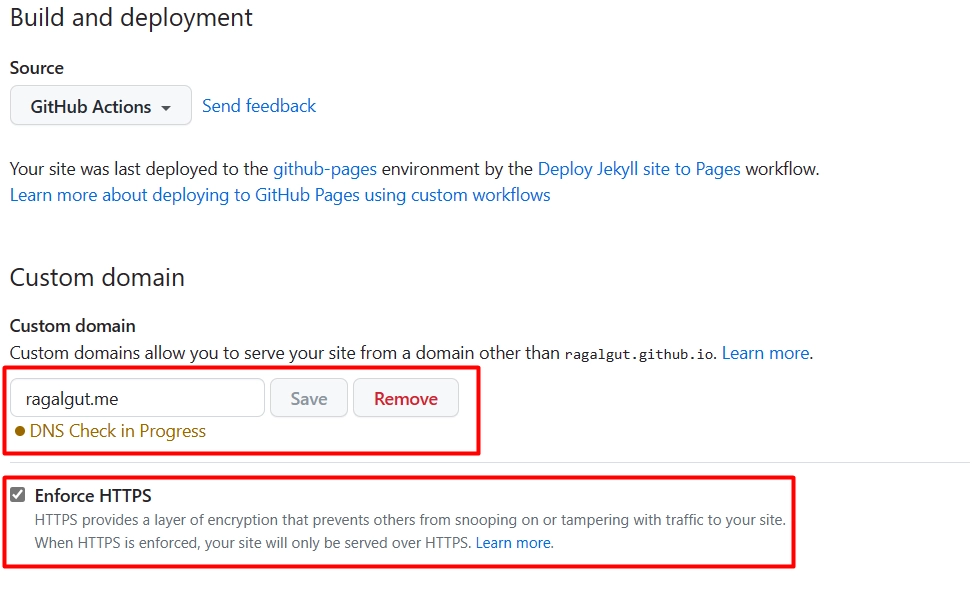 Build and deployment
Source
GitHub Actions Send feedback
Your site was last deployed to the github-pages environment by the Deploy Jekyll site to Pages workflow.
Learn more about deploying to GitHub Pages using custom workflows
Custom domain
Custom domain
Custom domains allow you to serve your site from a domain other than ragalgut.github.io. Learn more.
ragalgut.me Save Remove
DNS Check in Progress
Enforce HTTPS
HTTPS provides a layer of encryption that prevents others from snooping on or tampering with traffic to your site.
When HTTPS is enforced, your site will only be served over HTTPS. Learn more.